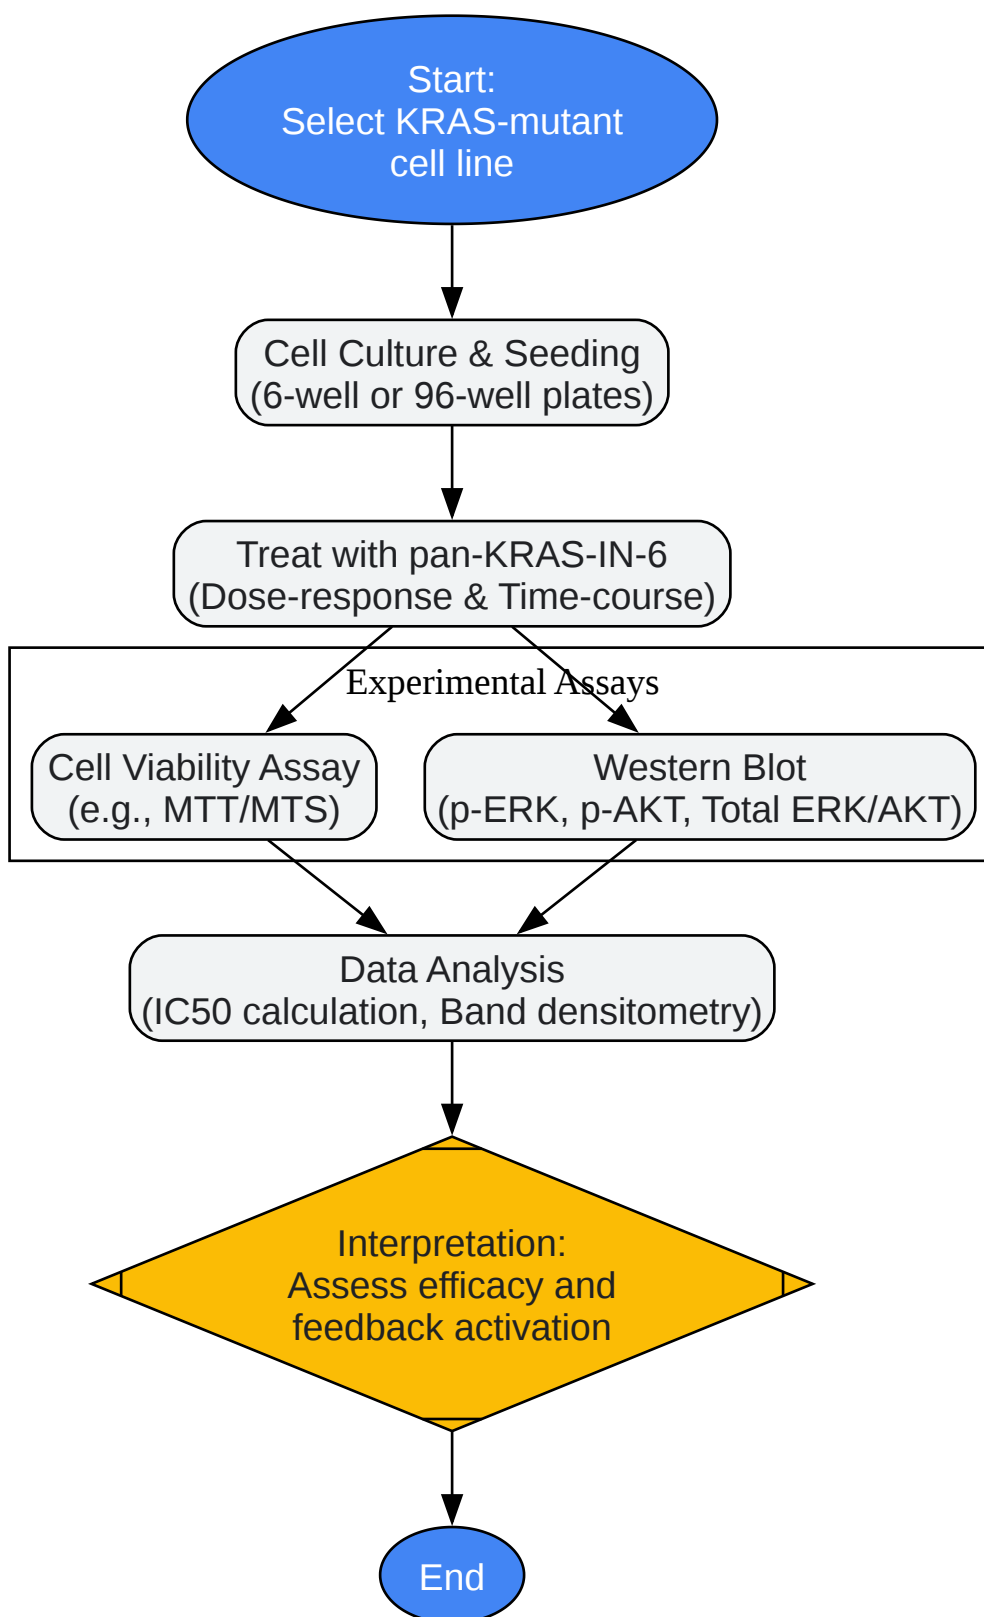 Start:
Select KRAS-mutant
cell line
Cell Culture & Seeding
(6-well or 96-well plates)
Treat with pan-KRAS-IN-6
(Dose-response & Time-course)
Experimental Assays
Cell Viability Assay
(e.g., MTT/MTS)
Western Blot
(p-ERK, p-AKT, Total ERK/AKT)
Data Analysis
(IC50 calculation, Band densitometry)
Interpretation:
Assess efficacy and
feedback activation
End